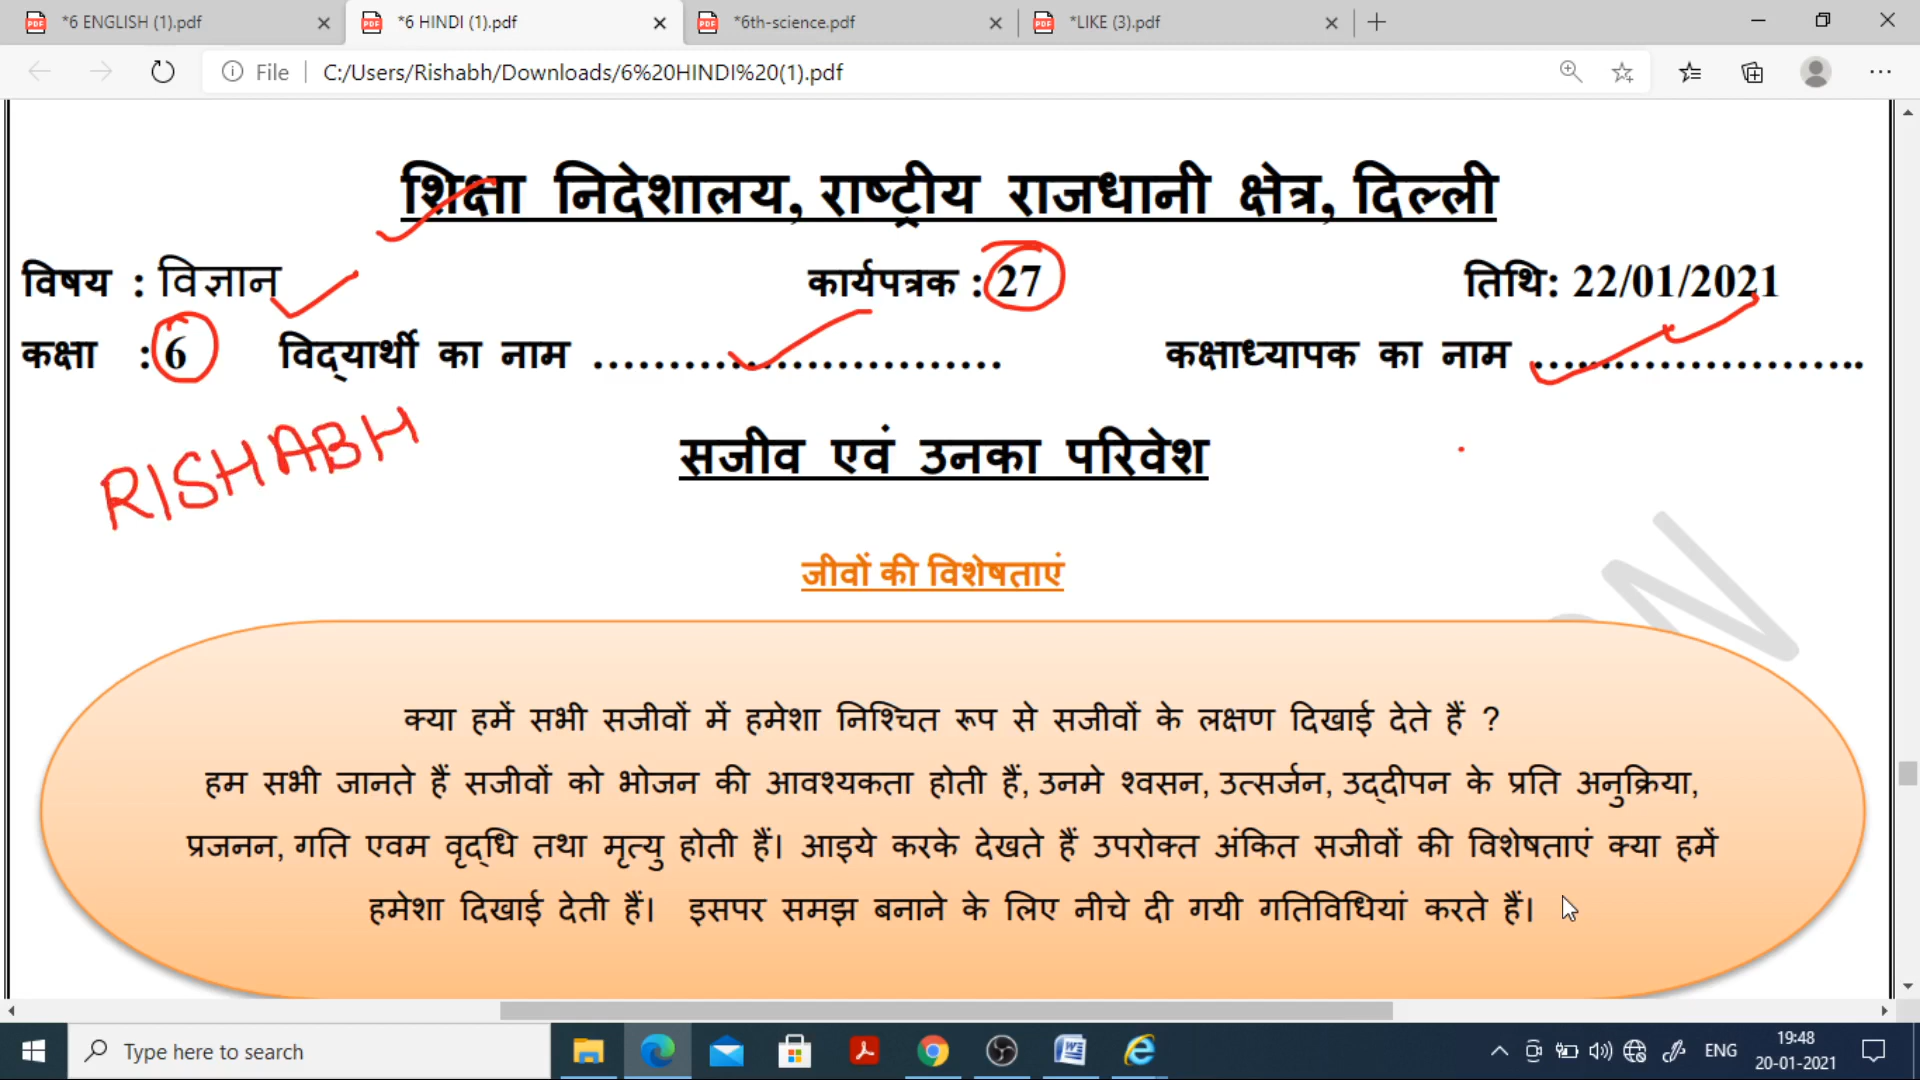 *6 ENGLISH (1).pdf
*6 HINDI (1).pdf
*6th-science.pdf
*LIKE (3).pdf
File
C:/Users/Rishabh/Downloads/6%20HINDI%20(1).pdf
शिक्षा निदेशालय, राष्ट्रीय राजधानी क्षेत्र, दिल्ली
विषय : विज्ञान कार्यपत्रक : 27 तिथि: 22/01/2021
कक्षा : 6 विद्यार्थी का नाम ........................... कक्षाध्यापक का नाम ......................
RISHABH
सजीव एवं उनका परिवेश
जीवों की विशेषताएं
क्या हमें सभी सजीवों में हमेशा निश्चित रूप से सजीवों के लक्षण दिखाई देते हैं ?
हम सभी जानते हैं सजीवों को भोजन की आवश्यकता होती हैं, उनमे श्वसन, उत्सर्जन, उद्दीपन के प्रति अनुक्रिया,
प्रजनन, गति एवम वृद्धि तथा मृत्यु होती हैं। आइये करके देखते हैं उपरोक्त अंकित सजीवों की विशेषताएं क्या हमें
हमेशा दिखाई देती हैं। इसपर समझ बनाने के लिए नीचे दी गयी गतिविधियां करते हैं।
Type here to search
ENG
19:48
20-01-2021